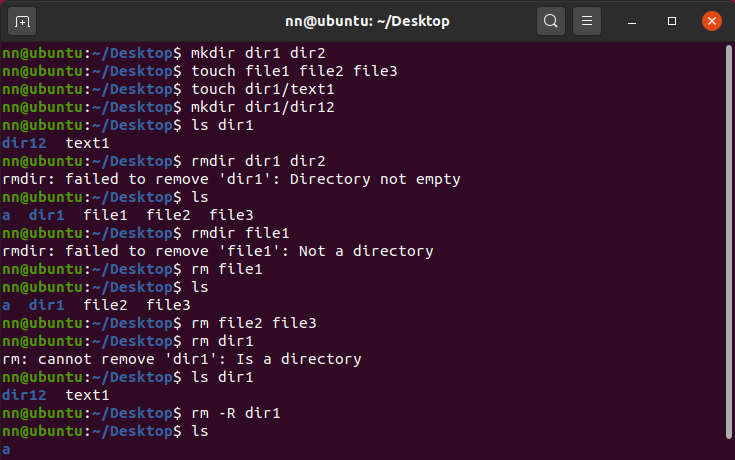 nn@ubuntu: ~/Desktop
nn@ubuntu:~/Desktop$ mkdir dir1 dir2
nn@ubuntu:~/Desktop$ touch file1 file2 file3
nn@ubuntu:~/Desktop$ touch dir1/text1
nn@ubuntu:~/Desktop$ mkdir dir1/dir12
nn@ubuntu:~/Desktop$ ls dir1
dir12  text1
nn@ubuntu:~/Desktop$ rmdir dir1 dir2
rmdir: failed to remove 'dir1': Directory not empty
nn@ubuntu:~/Desktop$ ls
a  dir1  file1  file2  file3
nn@ubuntu:~/Desktop$ rmdir file1
rmdir: failed to remove 'file1': Not a directory
nn@ubuntu:~/Desktop$ rm file1
nn@ubuntu:~/Desktop$ ls
a  dir1  file2  file3
nn@ubuntu:~/Desktop$ rm file2 file3
nn@ubuntu:~/Desktop$ rm dir1
rm: cannot remove 'dir1': Is a directory
nn@ubuntu:~/Desktop$ ls dir1
dir12  text1
nn@ubuntu:~/Desktop$ rm -R dir1
nn@ubuntu:~/Desktop$ ls
a